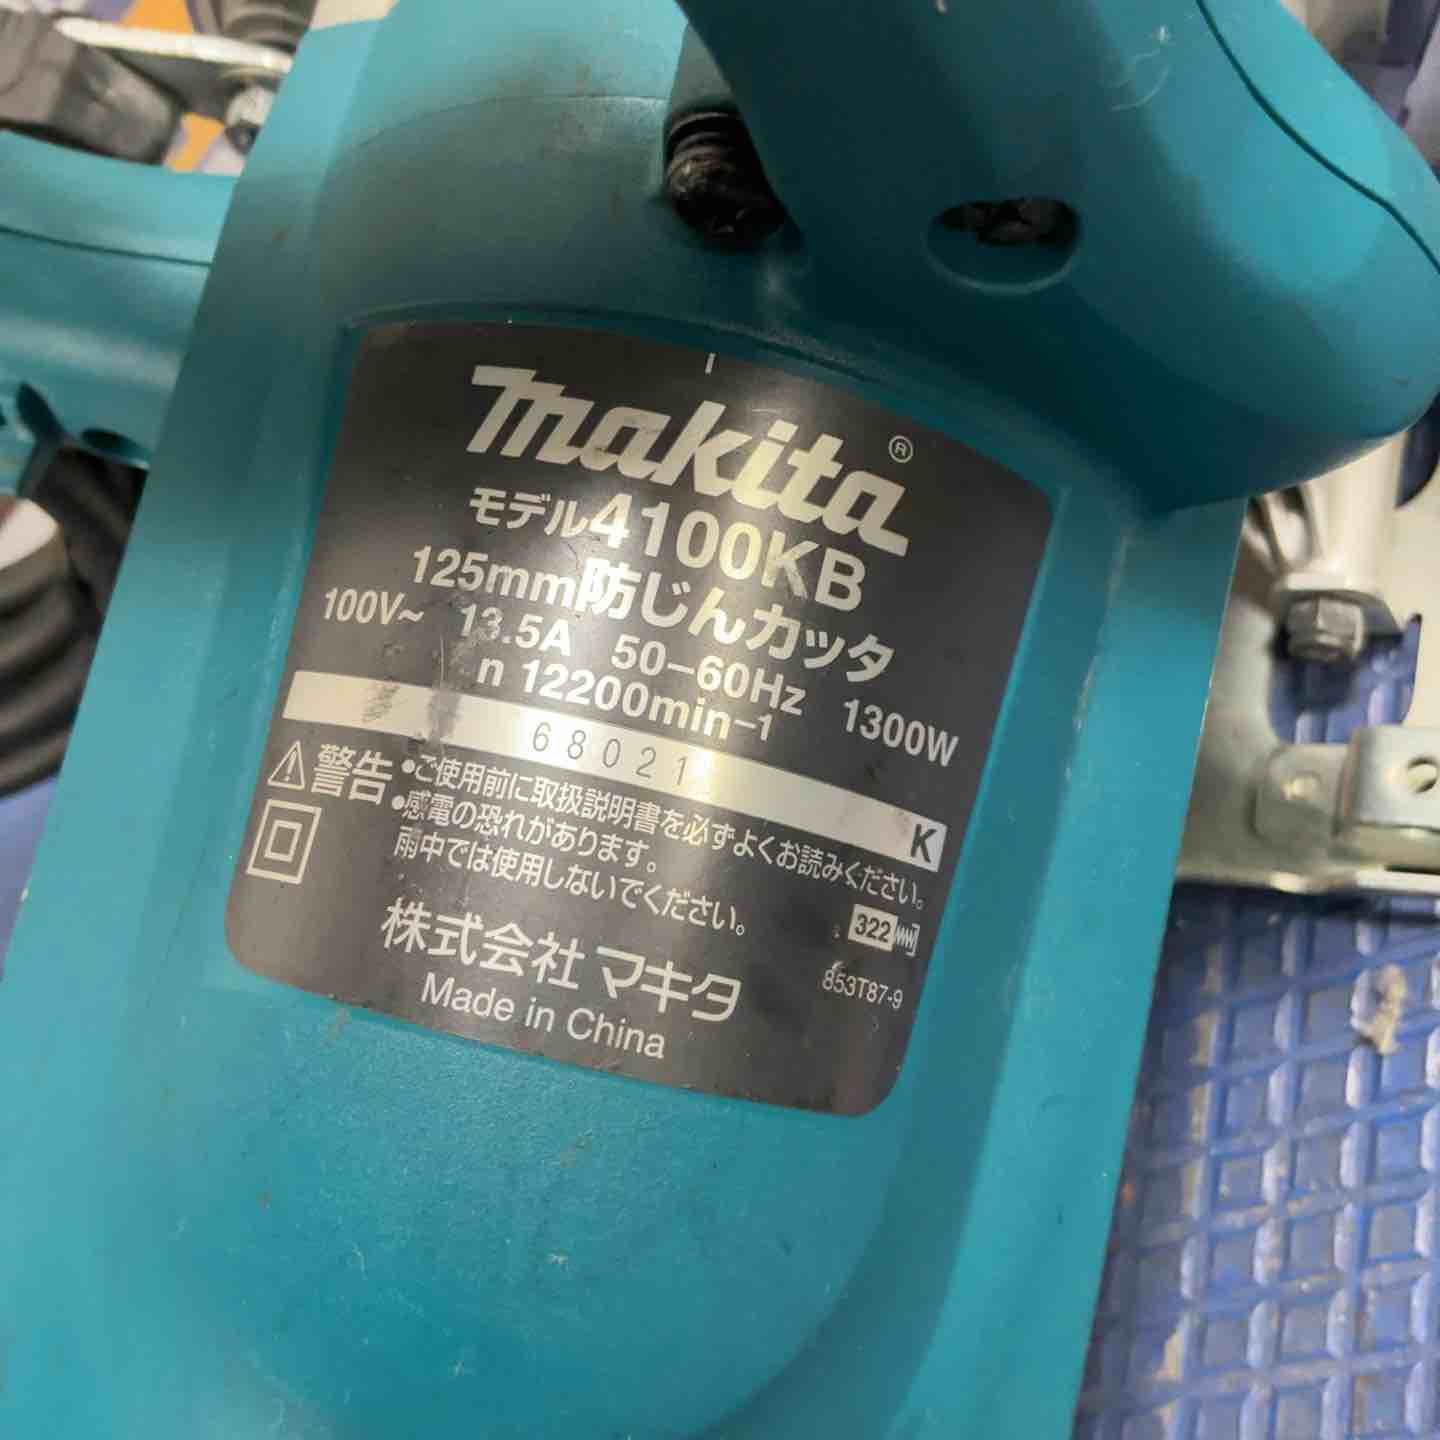 makita®
モデル4100KB
125mm防じんカッタ
100V~ 13.5A 50-60Hz 1300W
n 12200min-1
68021
K
警告
●ご使用前に取扱説明書を必ずよくお読みください。
●感電の恐れがあります。
雨中では使用しないでください。
322
株式会社 マキタ
853T87-9
Made in China